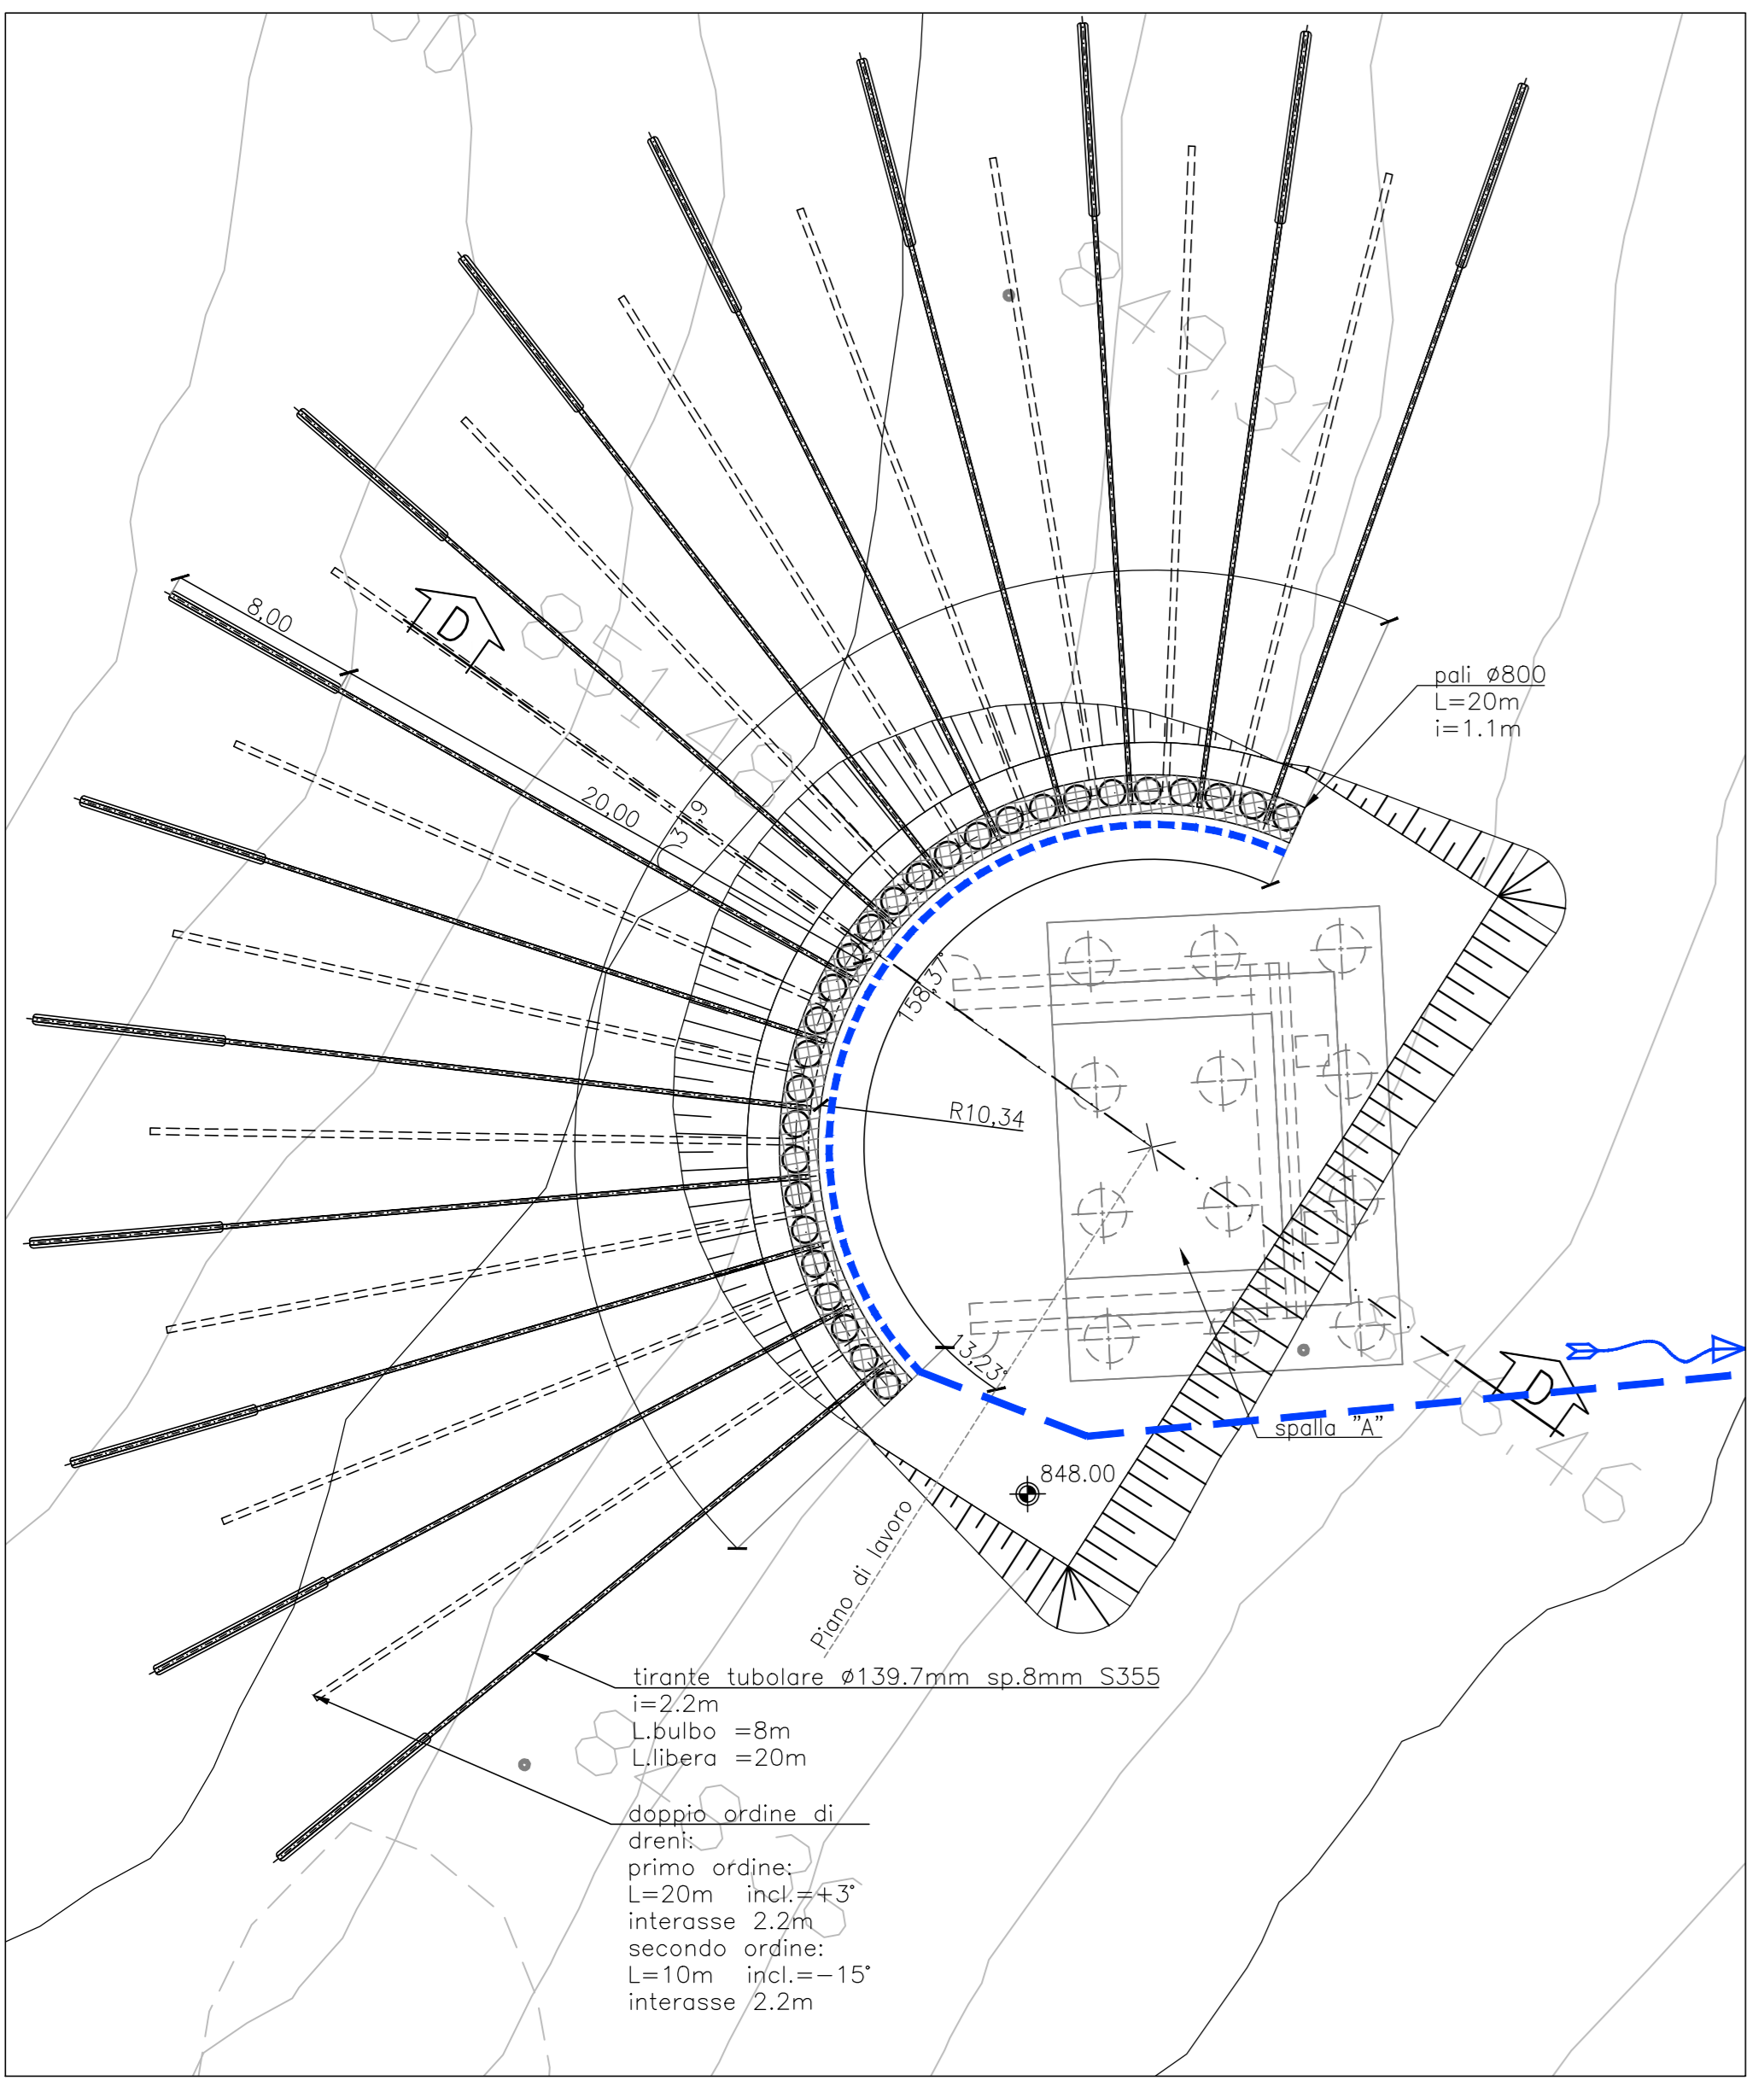 8,00
D
20,00
31,9
pali ø800
L=20m
i=1.1m
158,37°
R10,34
13,23°
D
spalla "A"
848.00
Piano di lavoro
tirante tubolare ø139.7mm sp.8mm S355
i=2.2m
L.bulbo =8m
L.libera =20m
doppio ordine di
dreni:
primo ordine:
L=20m incl.=+3°
interasse 2.2m
secondo ordine:
L=10m incl.=−15°
interasse 2.2m